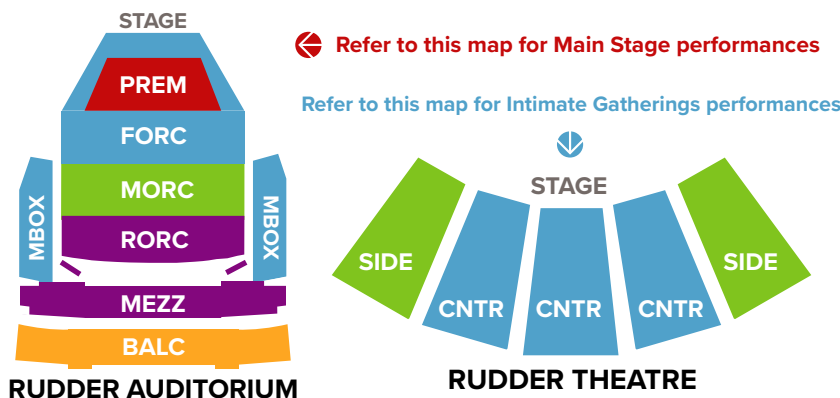 STAGE
PREM
FORC
MORC
MBOX
MBOX
RORC
MEZZ
BALC
RUDDER AUDITORIUM
Refer to this map for Main Stage performances
Refer to this map for Intimate Gatherings performances
STAGE
SIDE
CNTR
CNTR
CNTR
SIDE
RUDDER THEATRE